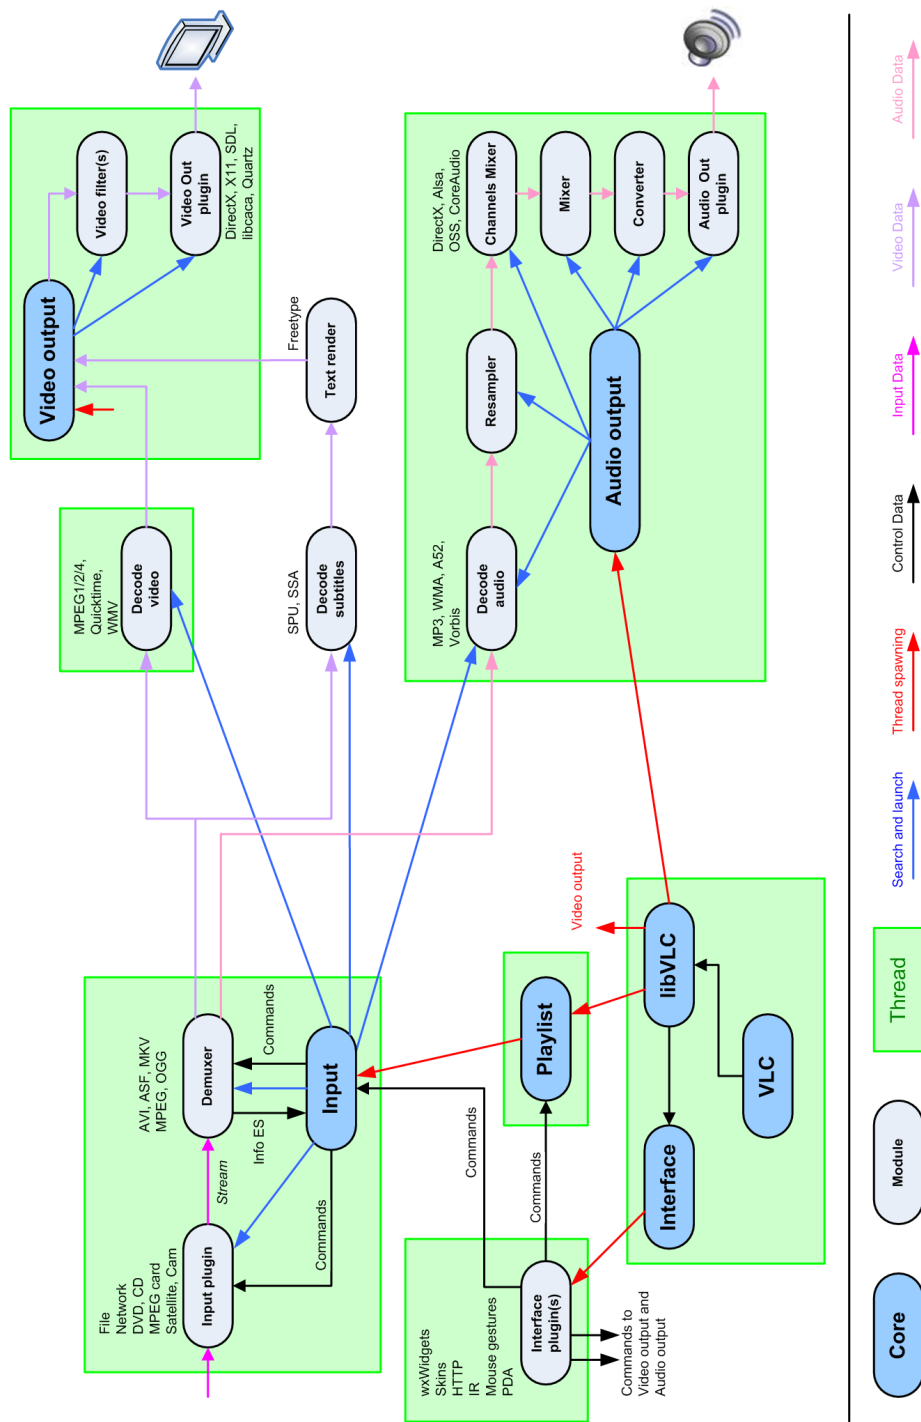 File
Network
DVD, CD
MPEG card
Satellite, Cam
Input plugin
Stream
AVI, ASF, MKV
MPEG, OGG
Demuxer
Info ES
Commands
Commands
Input
MPEG1/2/4,
Quicktime,
WMV
Decode
video
Video output
Video filter(s)
Video Out
plugin
DirectX, X11, SDL,
libcaca, Quartz
SPU, SSA
Decode
subtitles
Freetype
Text render
wxWidgets
Skins
HTTP
IR
Mouse gestures
PDA
Interface
plugin(s)
Commands to
Video output and
Audio output
Commands
Commands
Playlist
Video output
Interface
libVLC
VLC
MP3, WMA, A52,
Vorbis
Decode
audio
Resampler
DirectX, Alsa,
OSS, CoreAudio
Channels Mixer
Mixer
Converter
Audio Out
plugin
Audio output
Core
Module
Thread
Search and launch
Thread spawning
Control Data
Input Data
Video Data
Audio Data